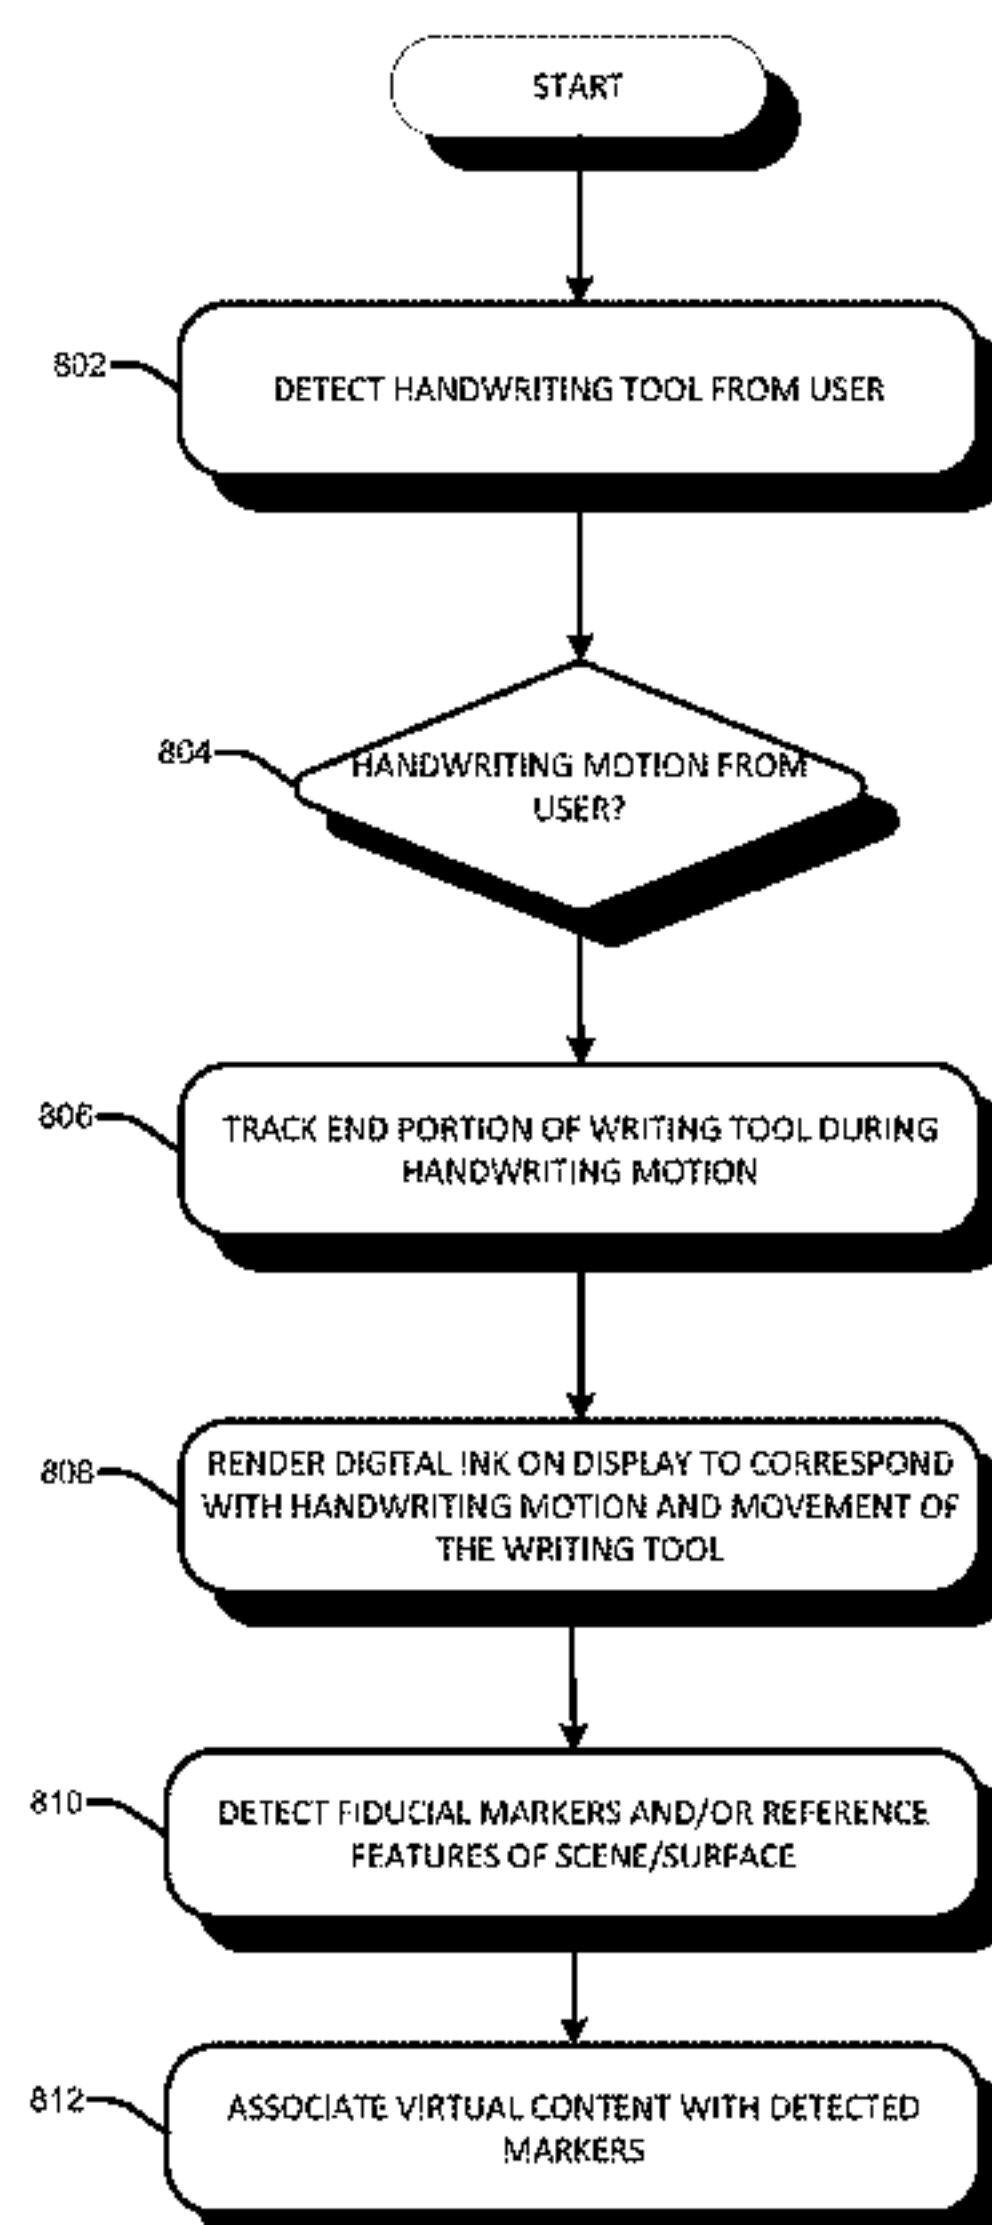 START
802
DETECT HANDWRITING TOOL FROM USER
804
HANDWRITING MOTION FROM
USER?
806
TRACK END PORTION OF WRITING TOOL DURING
HANDWRITING MOTION
808
RENDER DIGITAL INK ON DISPLAY TO CORRESPOND
WITH HANDWRITING MOTION AND MOVEMENT OF
THE WRITING TOOL
810
DETECT FIDUCIAL MARKERS AND/OR REFERENCE
FEATURES OF SCENE/SURFACE
812
ASSOCIATE VIRTUAL CONTENT WITH DETECTED
MARKERS